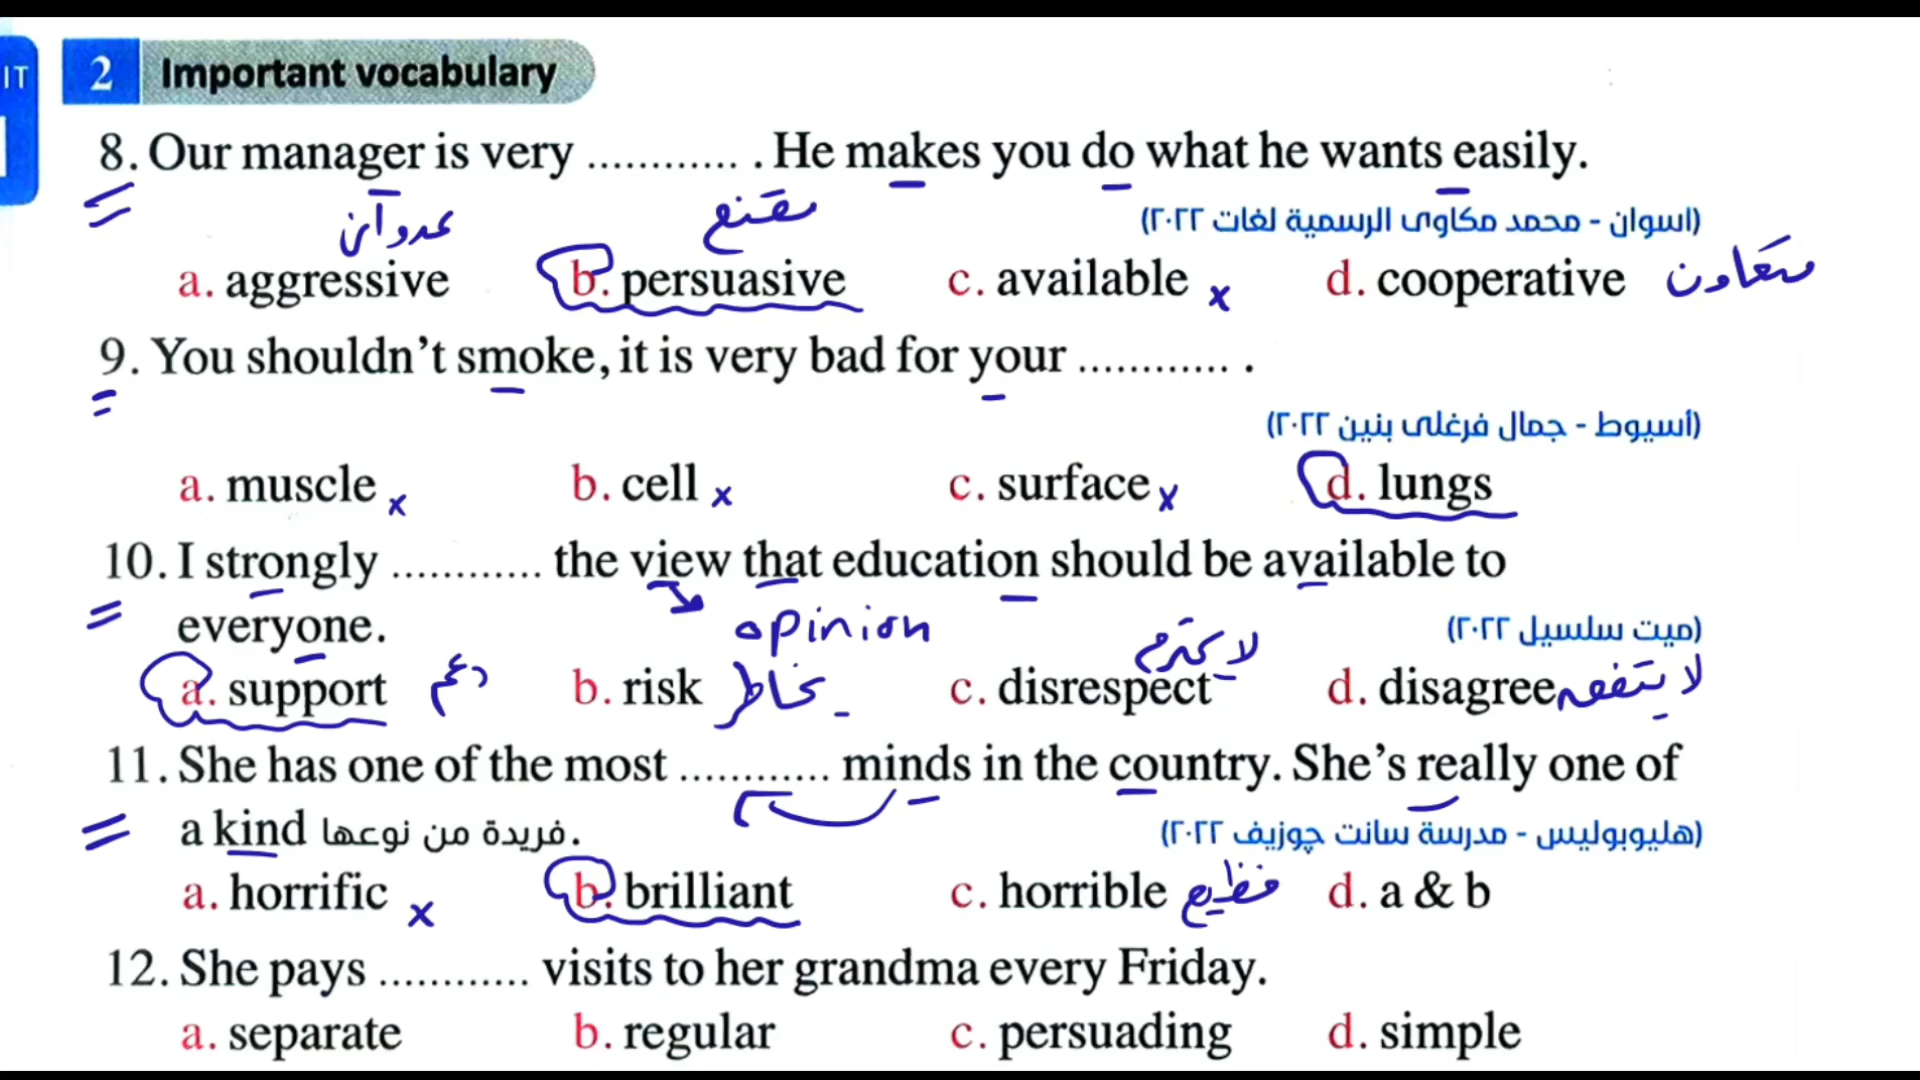 IT
2 Important vocabulary
8. Our manager is very ............ . He makes you do what he wants easily.
عدوانى مقنع
(اسوان - محمد مكاوى الرسمية لغات ٢٠٢٢)
a. aggressive b. persuasive c. available x d. cooperative متعاون
9. You shouldn't smoke, it is very bad for your ............ .
(أسيوط - جمال فرغلى بنين ٢٠٢٢)
a. muscle x b. cell x c. surface x d. lungs
10. I strongly ............ the view that education should be available to
everyone. opinion لا يحترم (ميت سلسيل ٢٠٢٢)
a. support دعم b. risk يخاطر c. disrespect d. disagree لا يتفق
11. She has one of the most ............ minds in the country. She's really one of
a kind فريدة من نوعها. (هليوبوليس - مدرسة سانت چوزيف ٢٠٢٢)
a. horrific x b. brilliant c. horrible فظيع d. a & b
12. She pays ............ visits to her grandma every Friday.
a. separate b. regular c. persuading d. simple